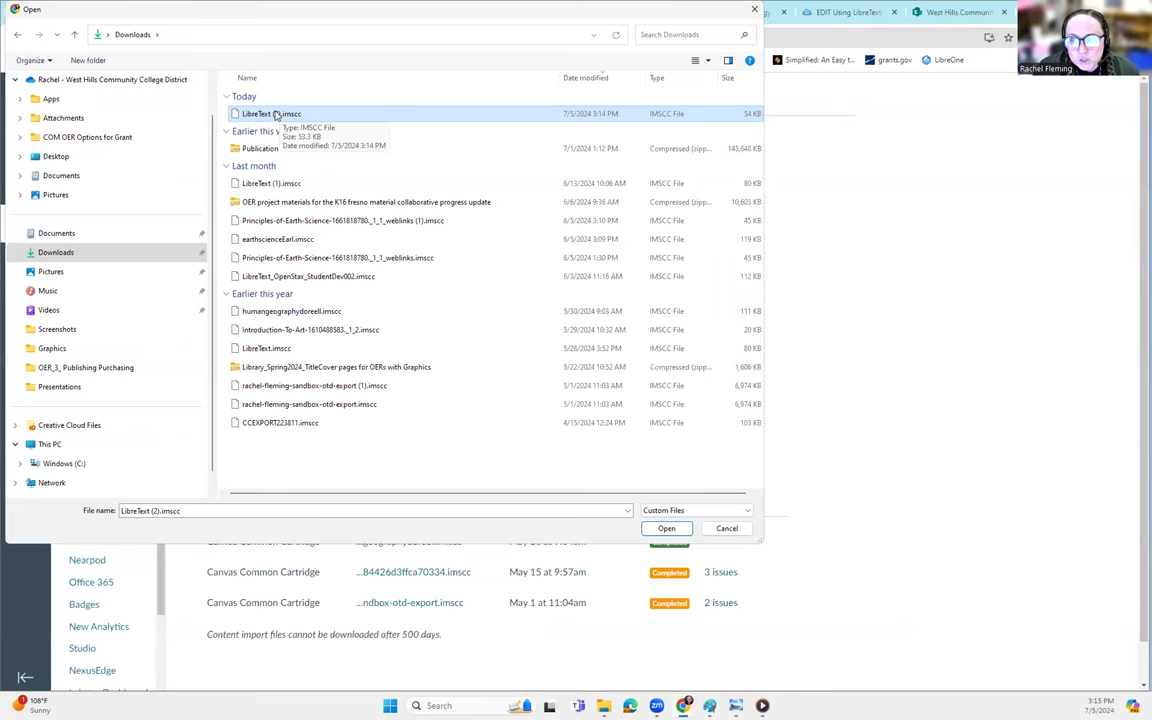 Open
EDIT Using LibreText
West Hills Communi
Downloads
Search Downloads
Simplified: An Easy t...
grants.gov
LibreOne
Rachel Fleming
Organize
New folder
Rachel - West Hills Community College District
Name
Date modified
Type
Size
Apps
Today
Attachments
LibreText (2).imscc
7/5/2024 3:14 PM
IMSCC File
54 KB
Type: IMSCC File
Size: 53.3 KB
Date modified: 7/5/2024 3:14 PM
COM OER Options for Grant
Earlier this
Desktop
Publication
7/1/2024 1:12 PM
Compressed (zipp...
145,848 KB
Documents
Last month
Pictures
LibreText (1).imscc
6/13/2024 10:06 AM
IMSCC File
80 KB
OER project materials for the K16 fresno material collaborative progress update
6/6/2024 9:36 AM
Compressed (zipp...
10,603 KB
Principles-of-Earth-Science-1661818780._1_1_weblinks (1).imscc
6/5/2024 3:10 PM
IMSCC File
45 KB
Documents
earthscienceEarl.imscc
6/5/2024 3:09 PM
IMSCC File
119 KB
Downloads
Principles-of-Earth-Science-1661818780._1_1_weblinks.imscc
6/5/2024 1:30 PM
IMSCC File
45 KB
Pictures
LibreText_OpenStax_StudentDev002.imscc
6/3/2024 11:16 AM
IMSCC File
112 KB
Music
Earlier this year
Videos
humangeographydoreell.imscc
5/30/2024 9:03 AM
IMSCC File
111 KB
Screenshots
Introduction-To-Art-1610488583._1_2.imscc
5/29/2024 10:32 AM
IMSCC File
20 KB
Graphics
LibreText.imscc
5/28/2024 3:52 PM
IMSCC File
80 KB
OER_3_ Publishing Purchasing
Library_Spring2024_TitleCover pages for OERs with Graphics
5/22/2024 10:52 AM
Compressed (zipp...
1,606 KB
Presentations
rachel-fleming-sandbox-otd-export (1).imscc
5/1/2024 11:03 AM
IMSCC File
6,974 KB
rachel-fleming-sandbox-otd-export.imscc
5/1/2024 11:03 AM
IMSCC File
6,974 KB
Creative Cloud Files
CCEXPORT223811.imscc
4/15/2024 12:24 PM
IMSCC File
103 KB
This PC
Windows (C:)
Network
File name:
LibreText (2).imscc
Custom Files
Open
Cancel
Nearpod
Canvas Common Cartridge
...84426d3ffca70334.imscc
May 15 at 9:57am
Completed
3 issues
Office 365
Badges
Canvas Common Cartridge
...ndbox-otd-export.imscc
May 1 at 11:04am
Completed
2 issues
New Analytics
Content import files cannot be downloaded after 500 days.
Studio
NexusEdge
108°F
Sunny
Search
3:15 PM
7/5/2024